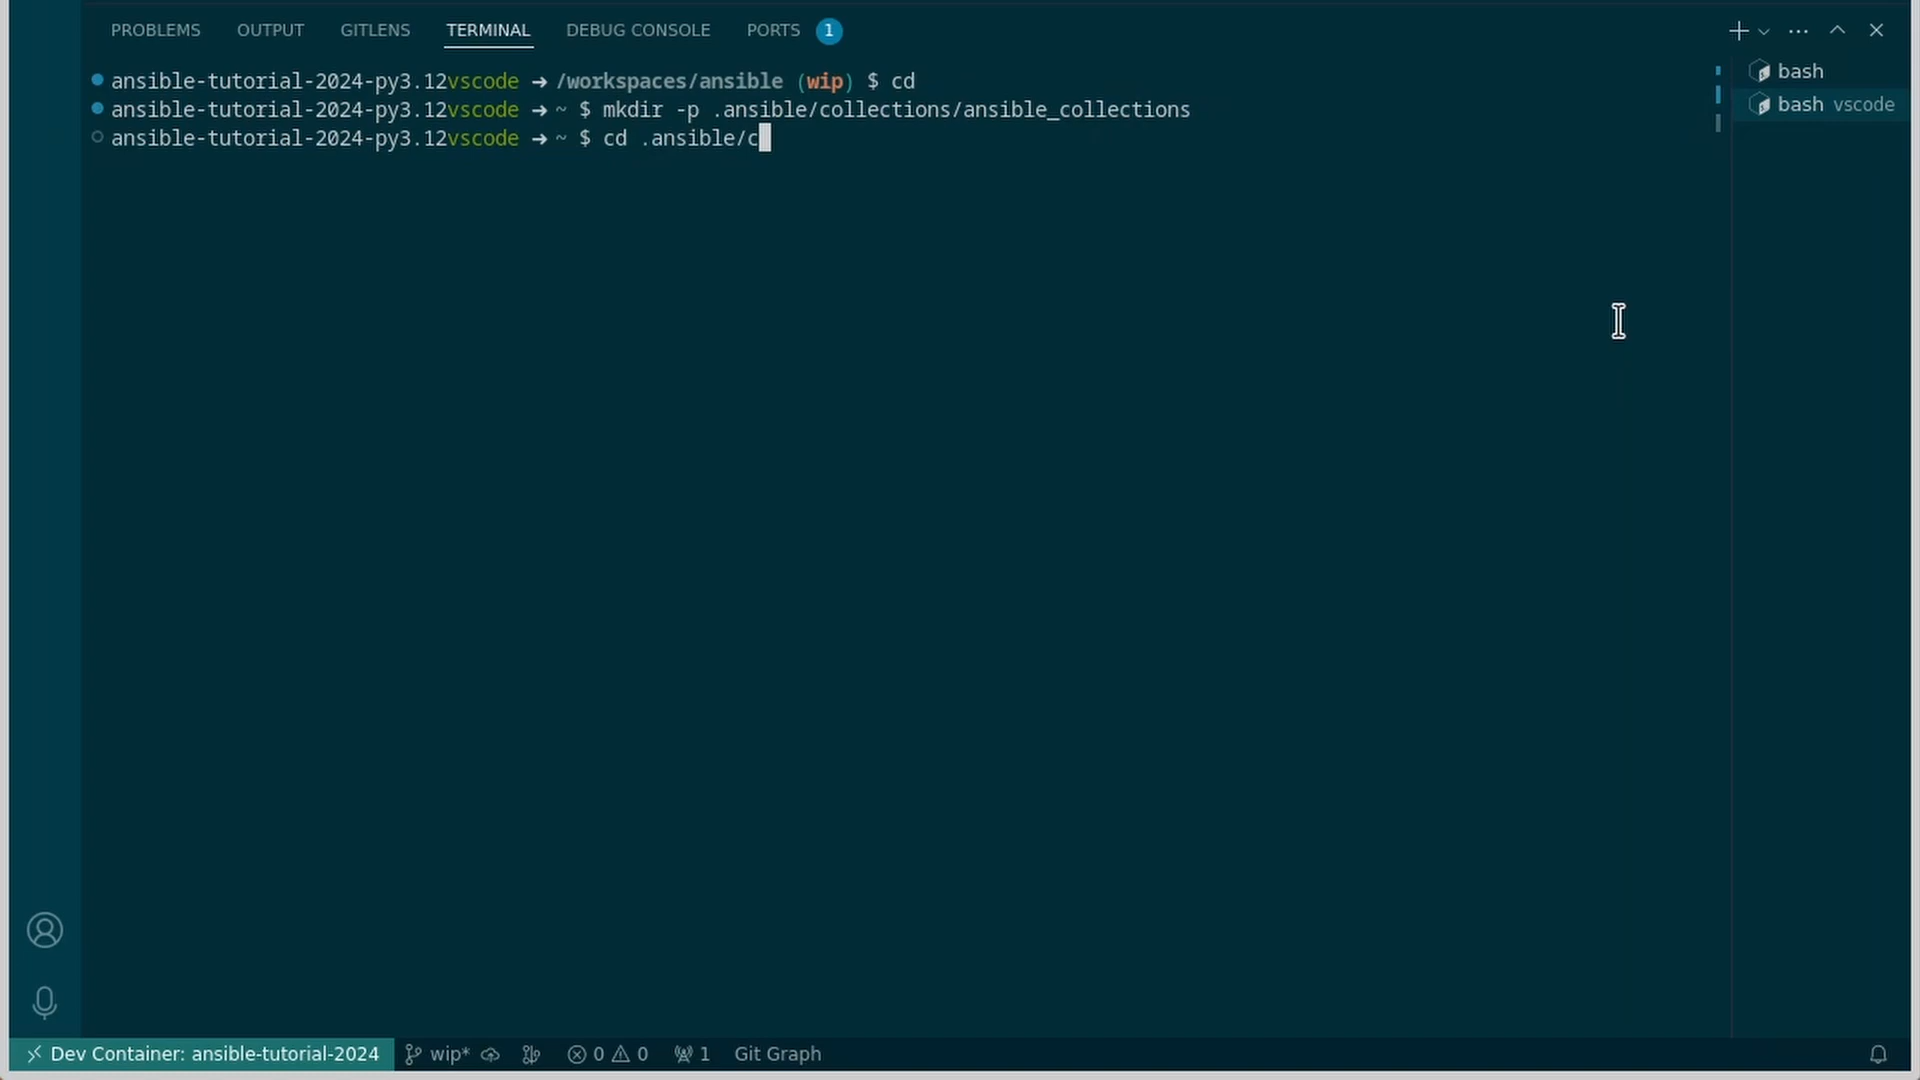 PROBLEMS OUTPUT GITLENS TERMINAL DEBUG CONSOLE PORTS 1
ansible-tutorial-2024-py3.12vscode ➜ /workspaces/ansible (wip) $ cd
ansible-tutorial-2024-py3.12vscode ➜ ~ $ mkdir -p .ansible/collections/ansible_collections
ansible-tutorial-2024-py3.12vscode ➜ ~ $ cd .ansible/c
bash
bash vscode
Dev Container: ansible-tutorial-2024 wip* 0 0 1 Git Graph